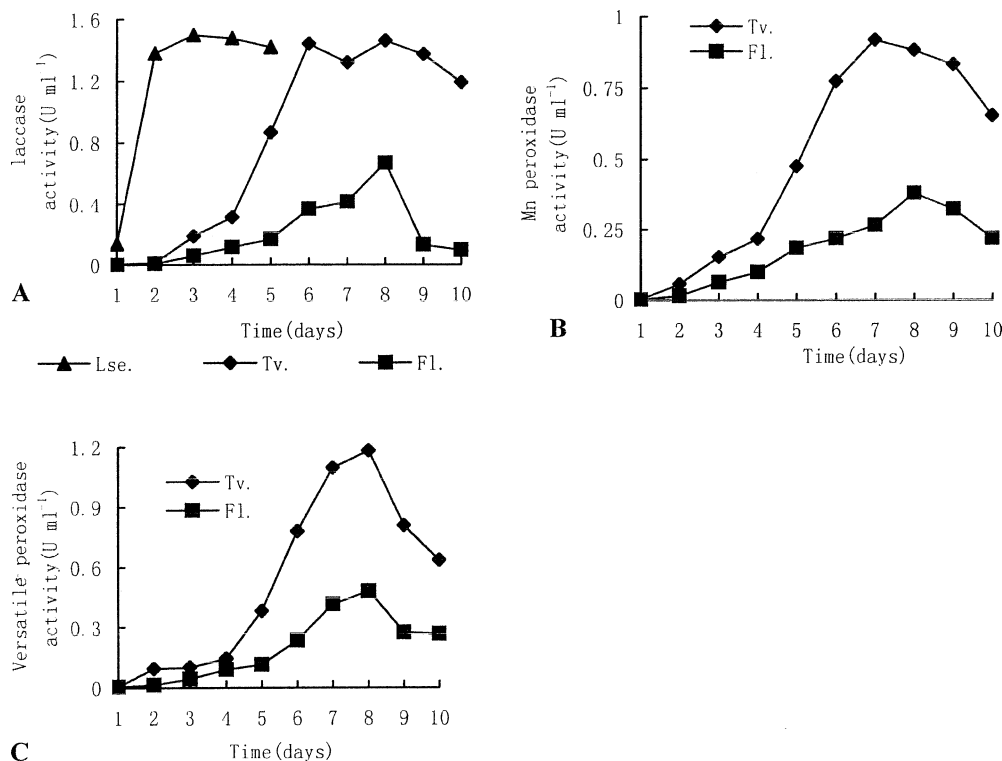 1.6
1.2
0.8
0.4
0
laccase
activity(U ml⁻¹)
1 2 3 4 5 6 7 8 9 10
Time(days)
A
Lse. Tv. Fl.
1
0.75
0.5
0.25
0
Mn peroxidase
activity(U ml⁻¹)
Tv.
Fl.
1 2 3 4 5 6 7 8 9 10
Time(days)
B
1.2
0.9
0.6
0.3
0
Versatile peroxidase
activity(U ml⁻¹)
Tv.
Fl.
1 2 3 4 5 6 7 8 9 10
Time(days)
C